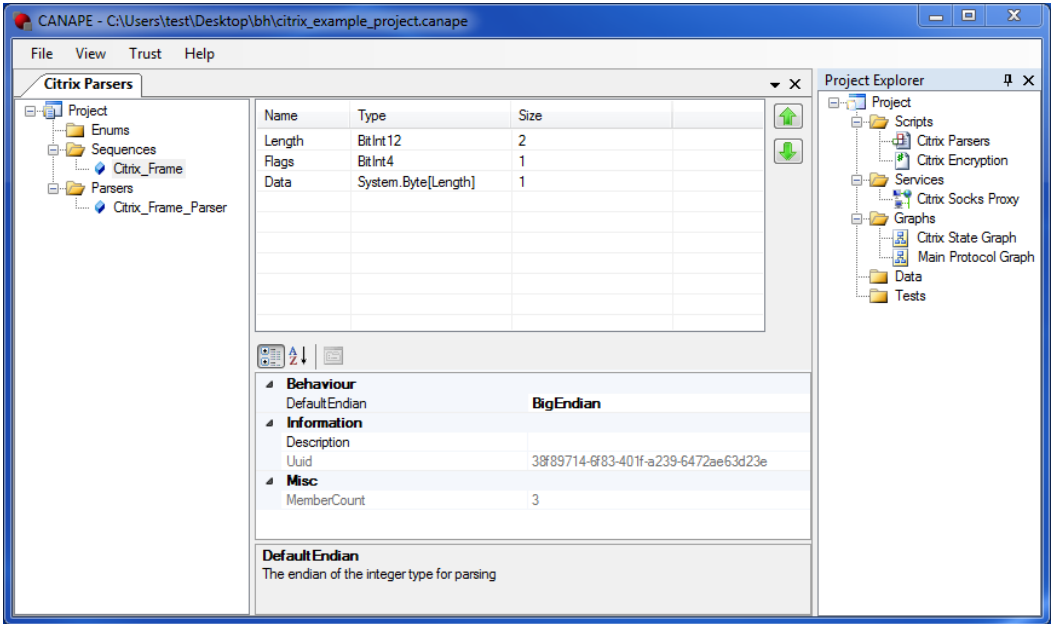 CANAPE - C:\Users\test\Desktop\bh\citrix_example_project.canape
File View Trust Help
Citrix Parsers
Project
Enums
Sequences
Citrix_Frame
Parsers
Citrix_Frame_Parser
Name Type Size
Length BitInt12 2
Flags BitInt4 1
Data System.Byte[Length] 1
Behaviour
DefaultEndian BigEndian
Information
Description
Uuid 38f89714-6f83-401f-a239-6472ae63d23e
Misc
MemberCount 3
DefaultEndian
The endian of the integer type for parsing
Project Explorer
Project
Scripts
Citrix Parsers
Citrix Encryption
Services
Citrix Socks Proxy
Graphs
Citrix State Graph
Main Protocol Graph
Data
Tests